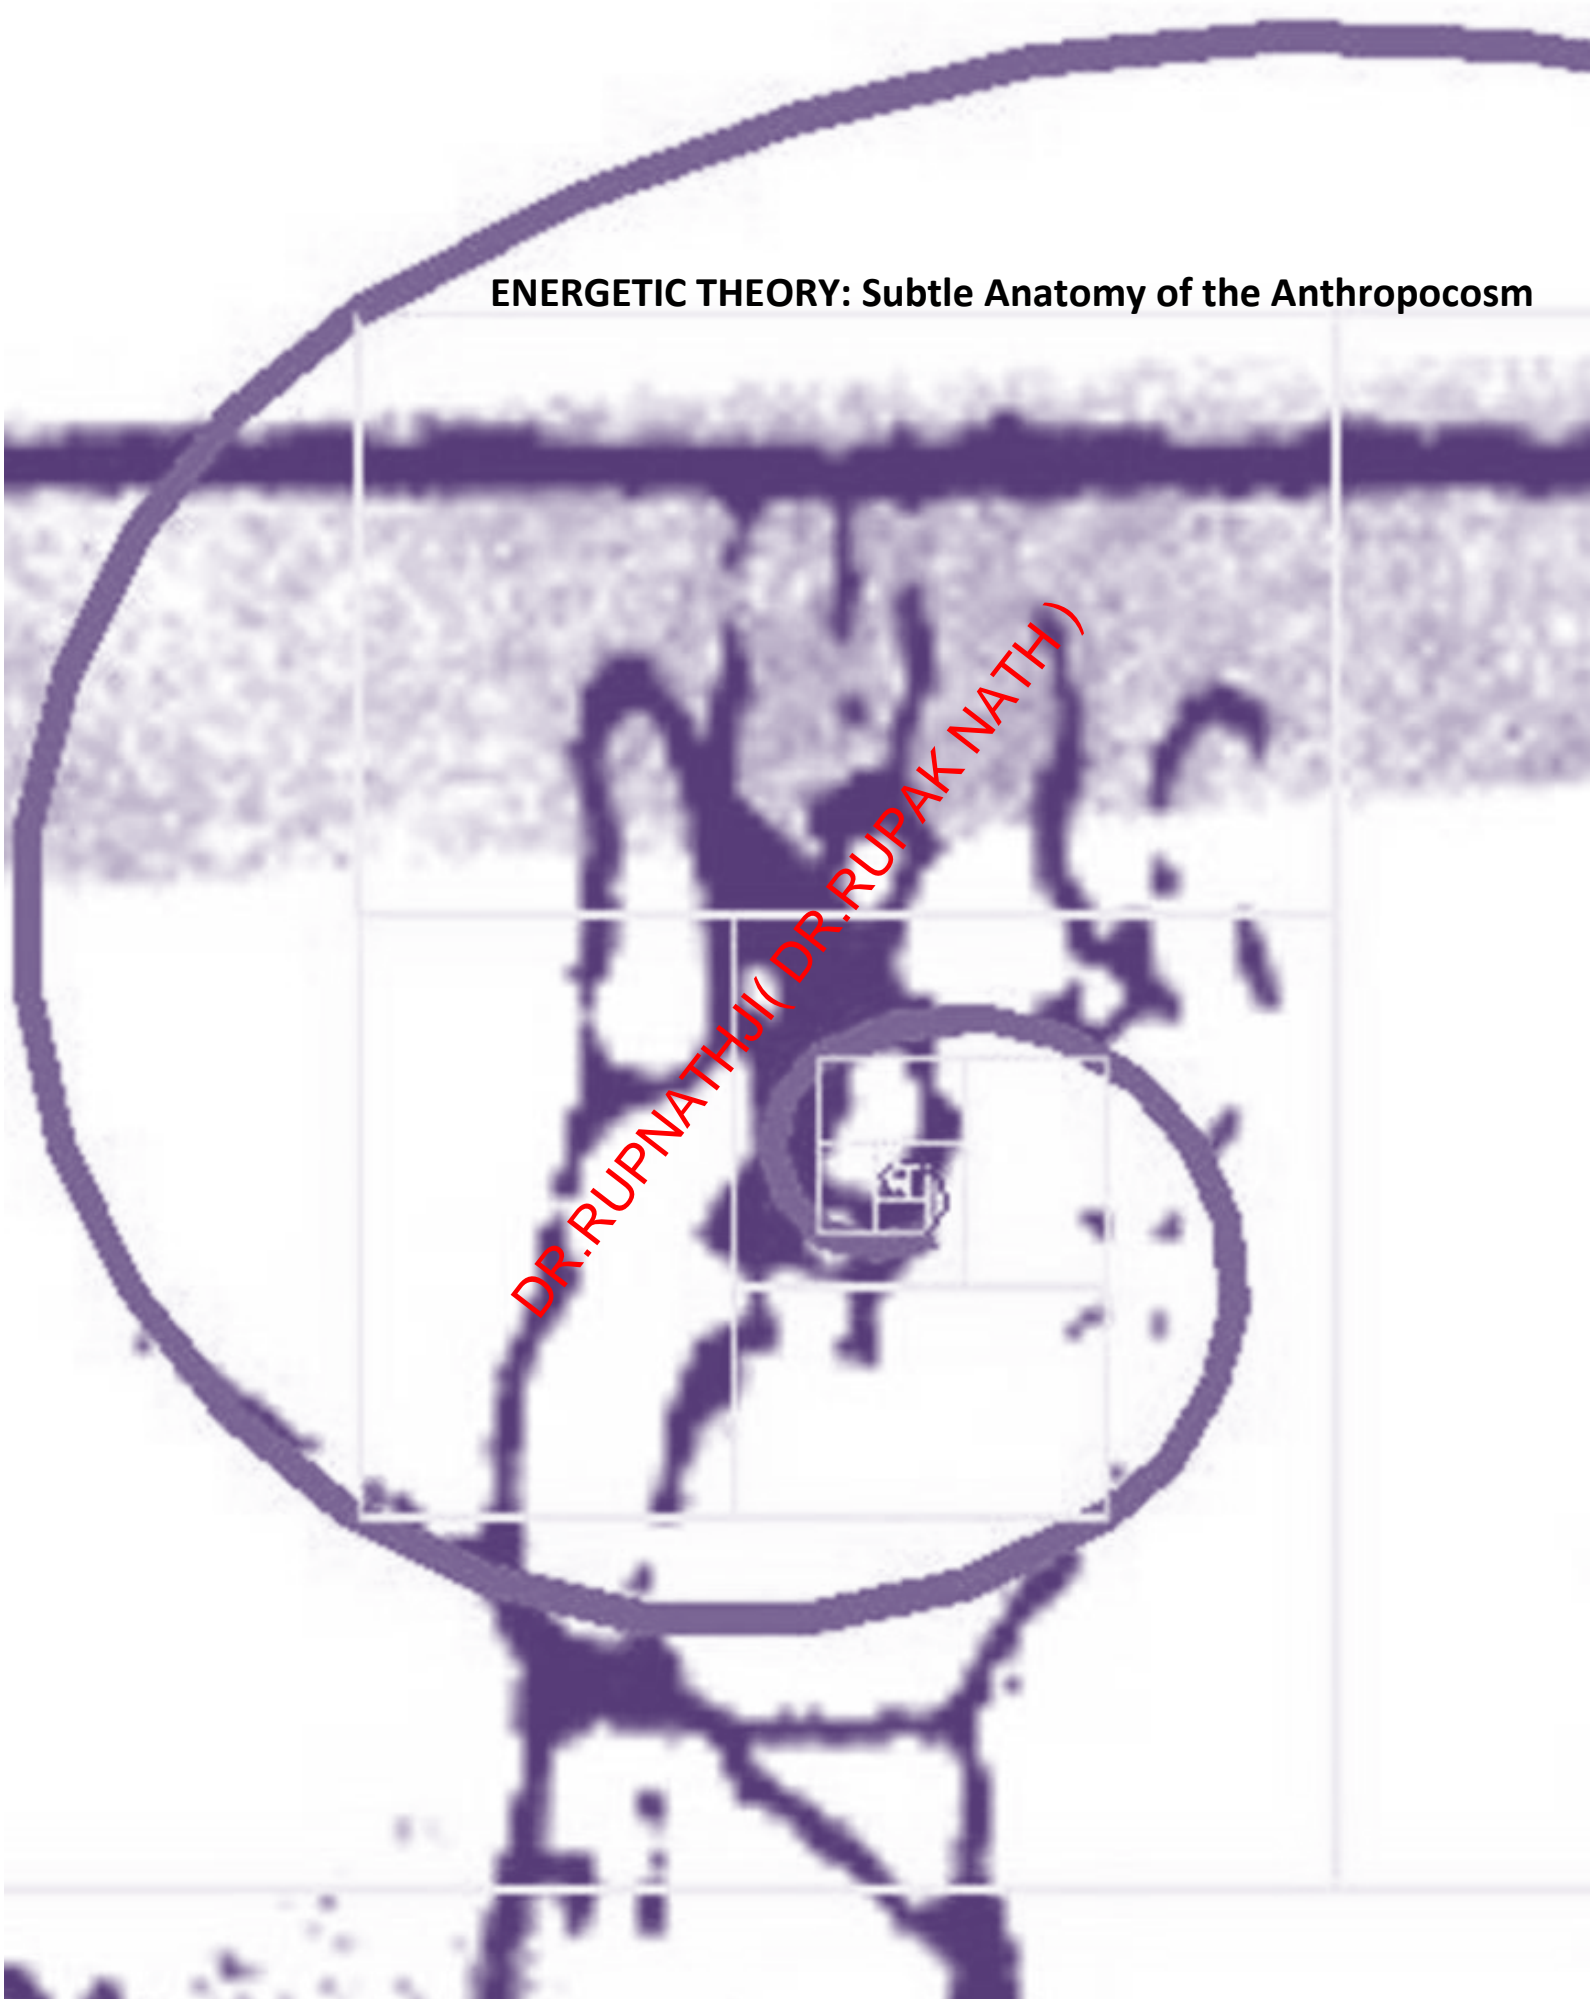 ENERGETIC THEORY: Subtle Anatomy of the Anthropocosm
DR.RUPNATHJI( DR.RUPAK NATH )